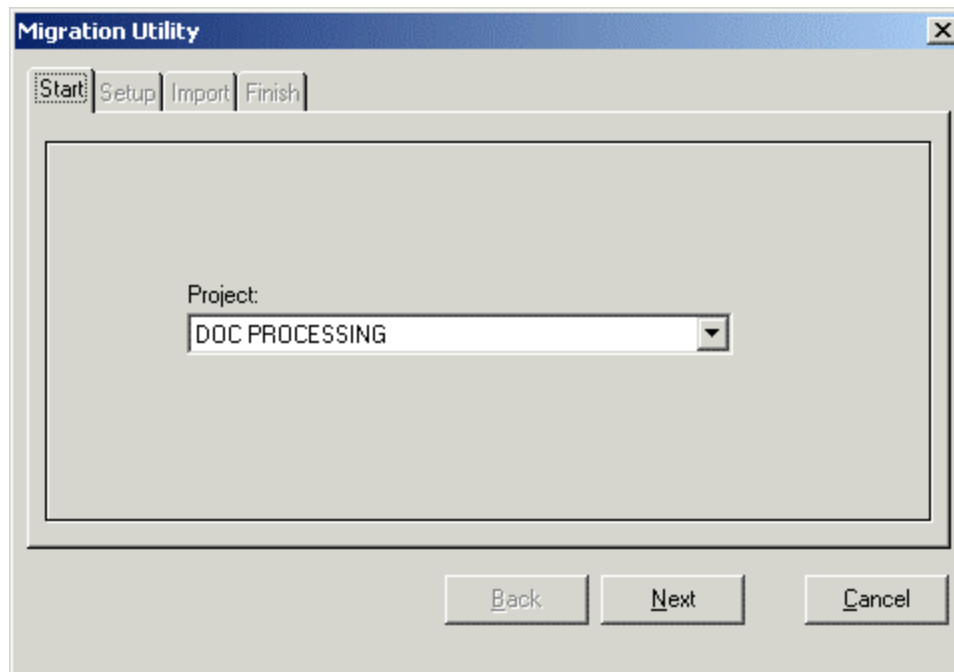 Migration Utility
Start Setup Import Finish
Project:
DOC PROCESSING
Back Next Cancel